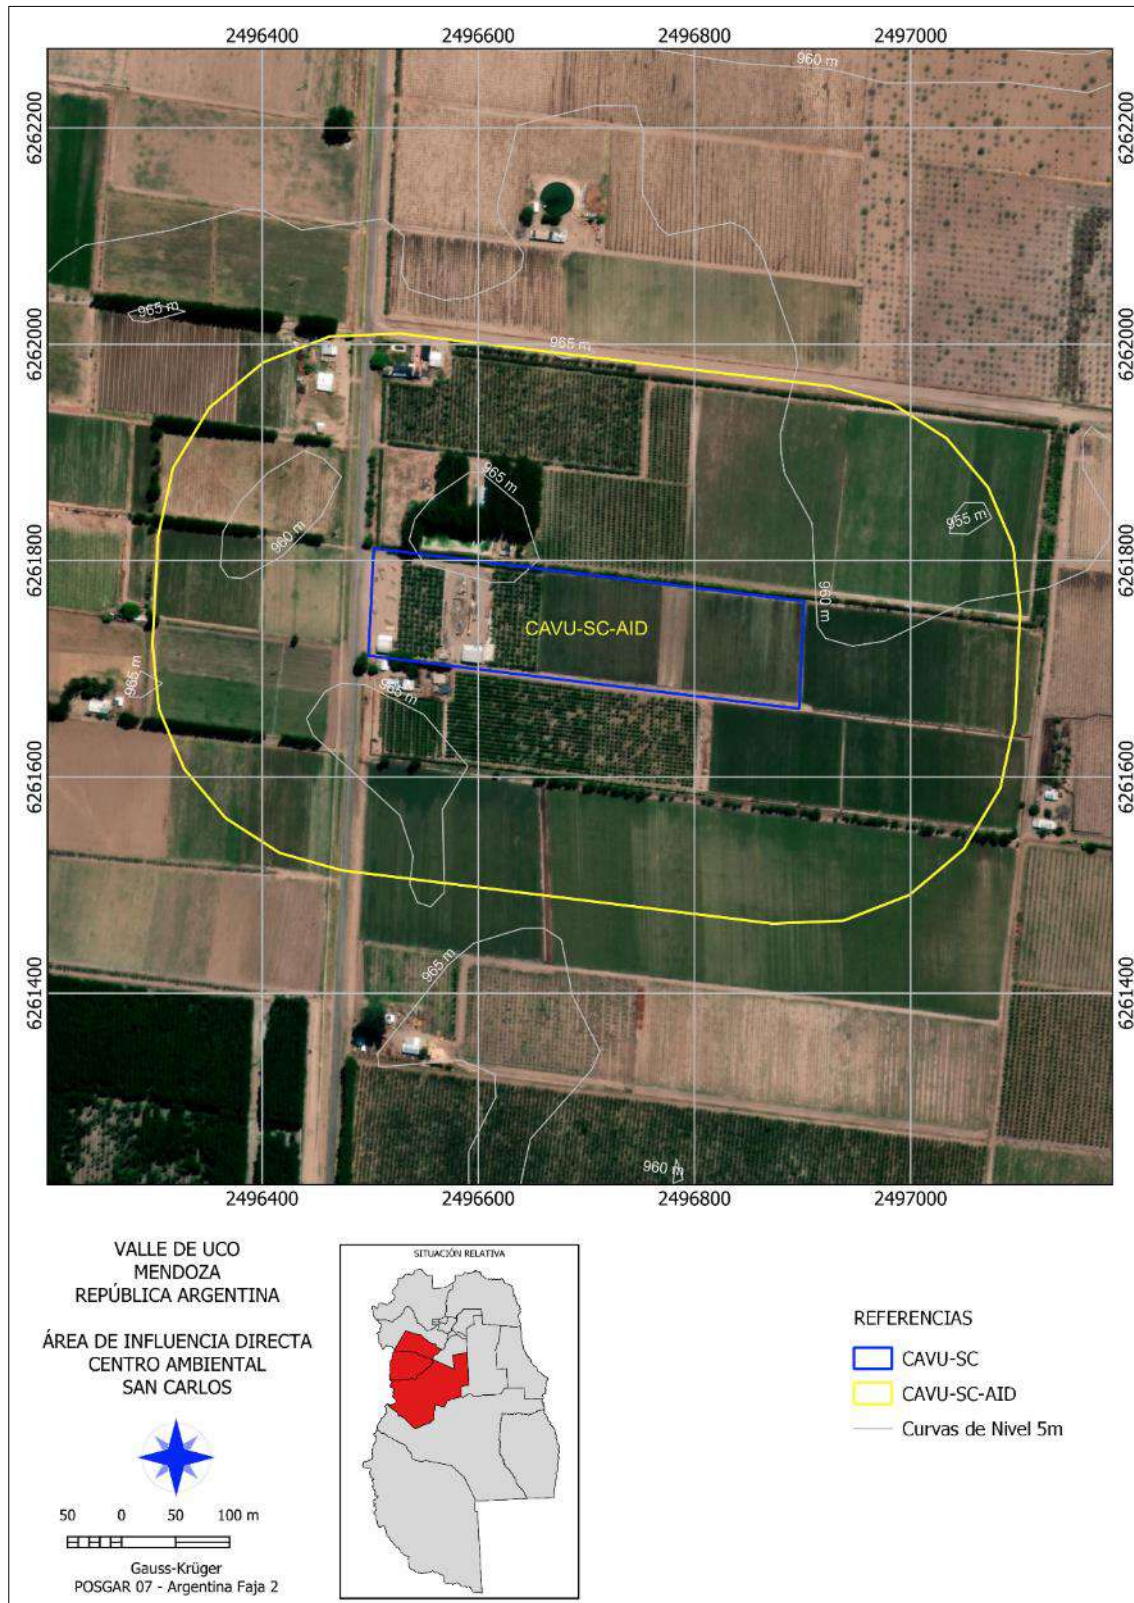 2496400 2496600 2496800 2497000
960 m
6262200 6262200
965 m
6262000 965 m 6262000
965 m
960 m 955 m
6261800 6261800
960 m
CAVU-SC-AID
965 m 965 m
6261600 6261600
965 m
6261400 6261400
960 m
2496400 2496600 2496800 2497000
VALLE DE UCO
MENDOZA
REPÚBLICA ARGENTINA
ÁREA DE INFLUENCIA DIRECTA
CENTRO AMBIENTAL
SAN CARLOS
50 0 50 100 m
Gauss-Krüger
POSGAR 07 - Argentina Faja 2
SITUACIÓN RELATIVA
REFERENCIAS
CAVU-SC
CAVU-SC-AID
Curvas de Nivel 5m